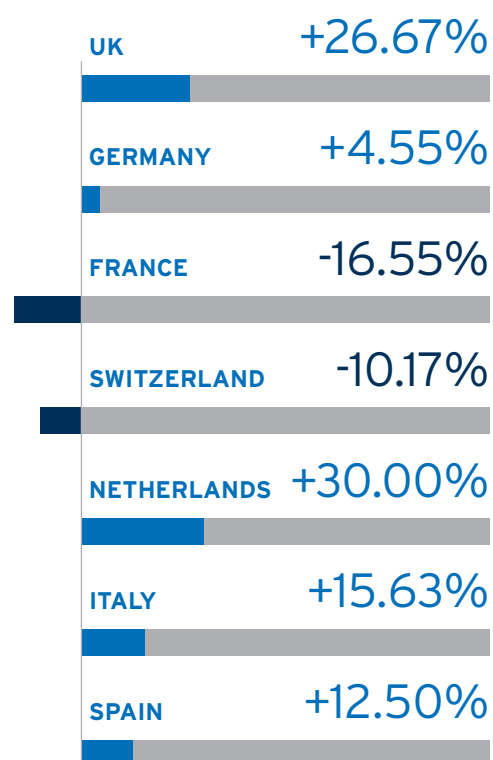 UK +26.67%
GERMANY +4.55%
FRANCE -16.55%
SWITZERLAND -10.17%
NETHERLANDS +30.00%
ITALY +15.63%
SPAIN +12.50%